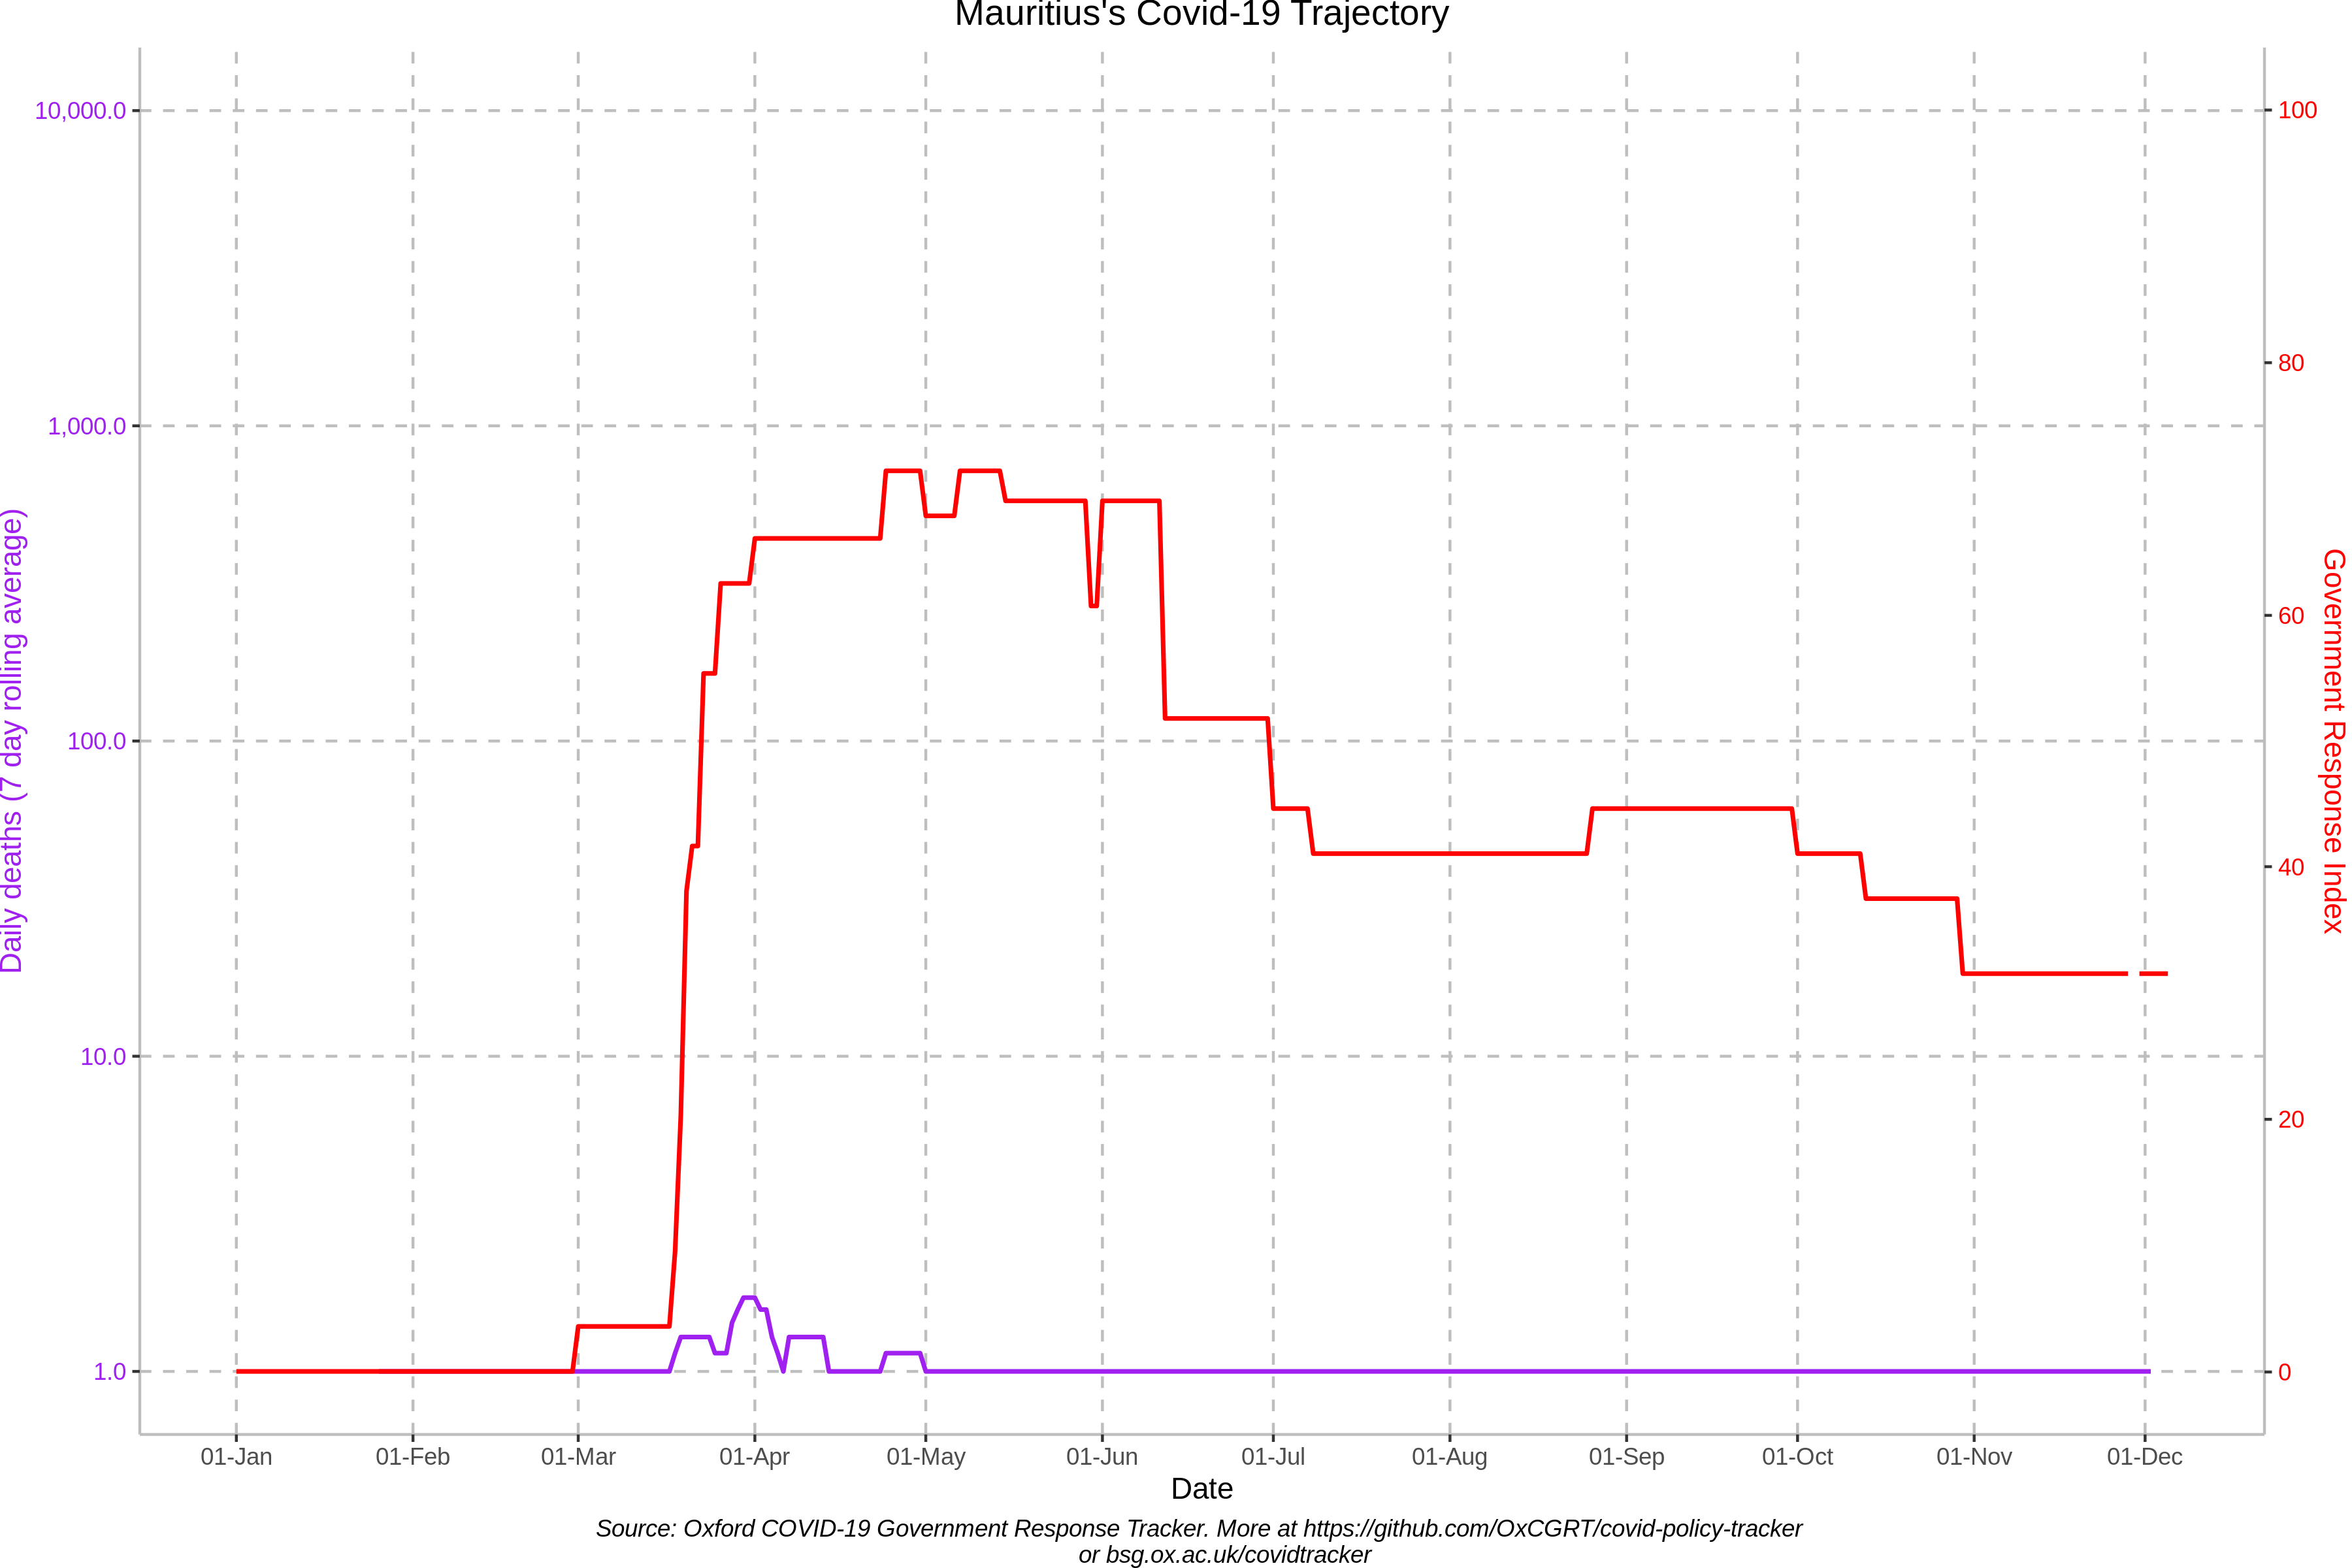 Mauritius's Covid-19 Trajectory
Daily deaths (7 day rolling average)
10,000.0
1,000.0
100.0
10.0
1.0
Government Response Index
100
80
60
40
20
0
01-Jan 01-Feb 01-Mar 01-Apr 01-May 01-Jun 01-Jul 01-Aug 01-Sep 01-Oct 01-Nov 01-Dec
Date
Source: Oxford COVID-19 Government Response Tracker. More at https://github.com/OxCGRT/covid-policy-tracker
or bsg.ox.ac.uk/covidtracker